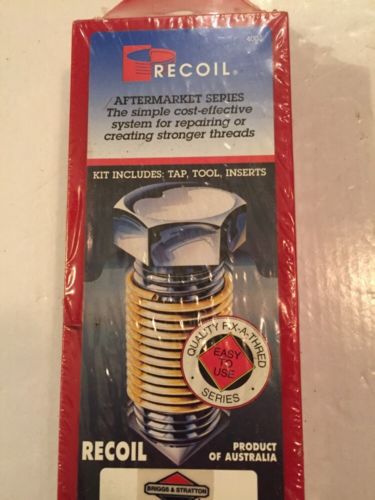 RECOIL®
AFTERMARKET SERIES
The simple cost-effective
system for repairing or
creating stronger threads
KIT INCLUDES: TAP, TOOL, INSERTS
QUALITY FIX-A-THRED
EASY
TO
USE
SERIES
RECOIL
PRODUCT
OF AUSTRALIA
BRIGGS & STRATTON